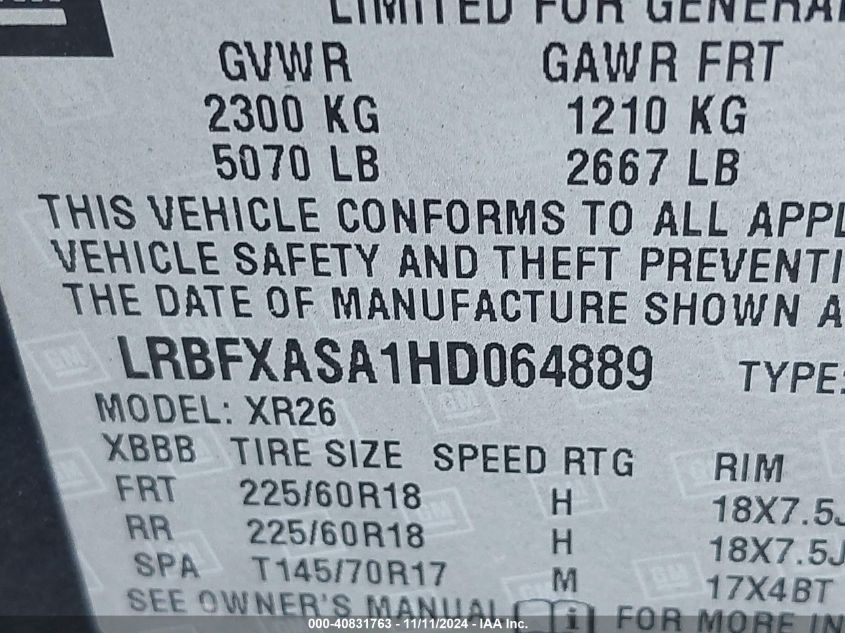 LIMITED FOR GENERAL
GVWR GAWR FRT
2300 KG 1210 KG
5070 LB 2667 LB
THIS VEHICLE CONFORMS TO ALL APPL
VEHICLE SAFETY AND THEFT PREVENTI
THE DATE OF MANUFACTURE SHOWN A
LRBFXASA1HD064889 TYPE:
MODEL: XR26
XBBB TIRE SIZE SPEED RTG RIM
FRT 225/60R18 H 18X7.5J
RR 225/60R18 H 18X7.5J
SPA T145/70R17 M 17X4BT
SEE OWNER'S MANUAL i FOR MORE IN
000-40831763 - 11/11/2024 - IAA Inc.